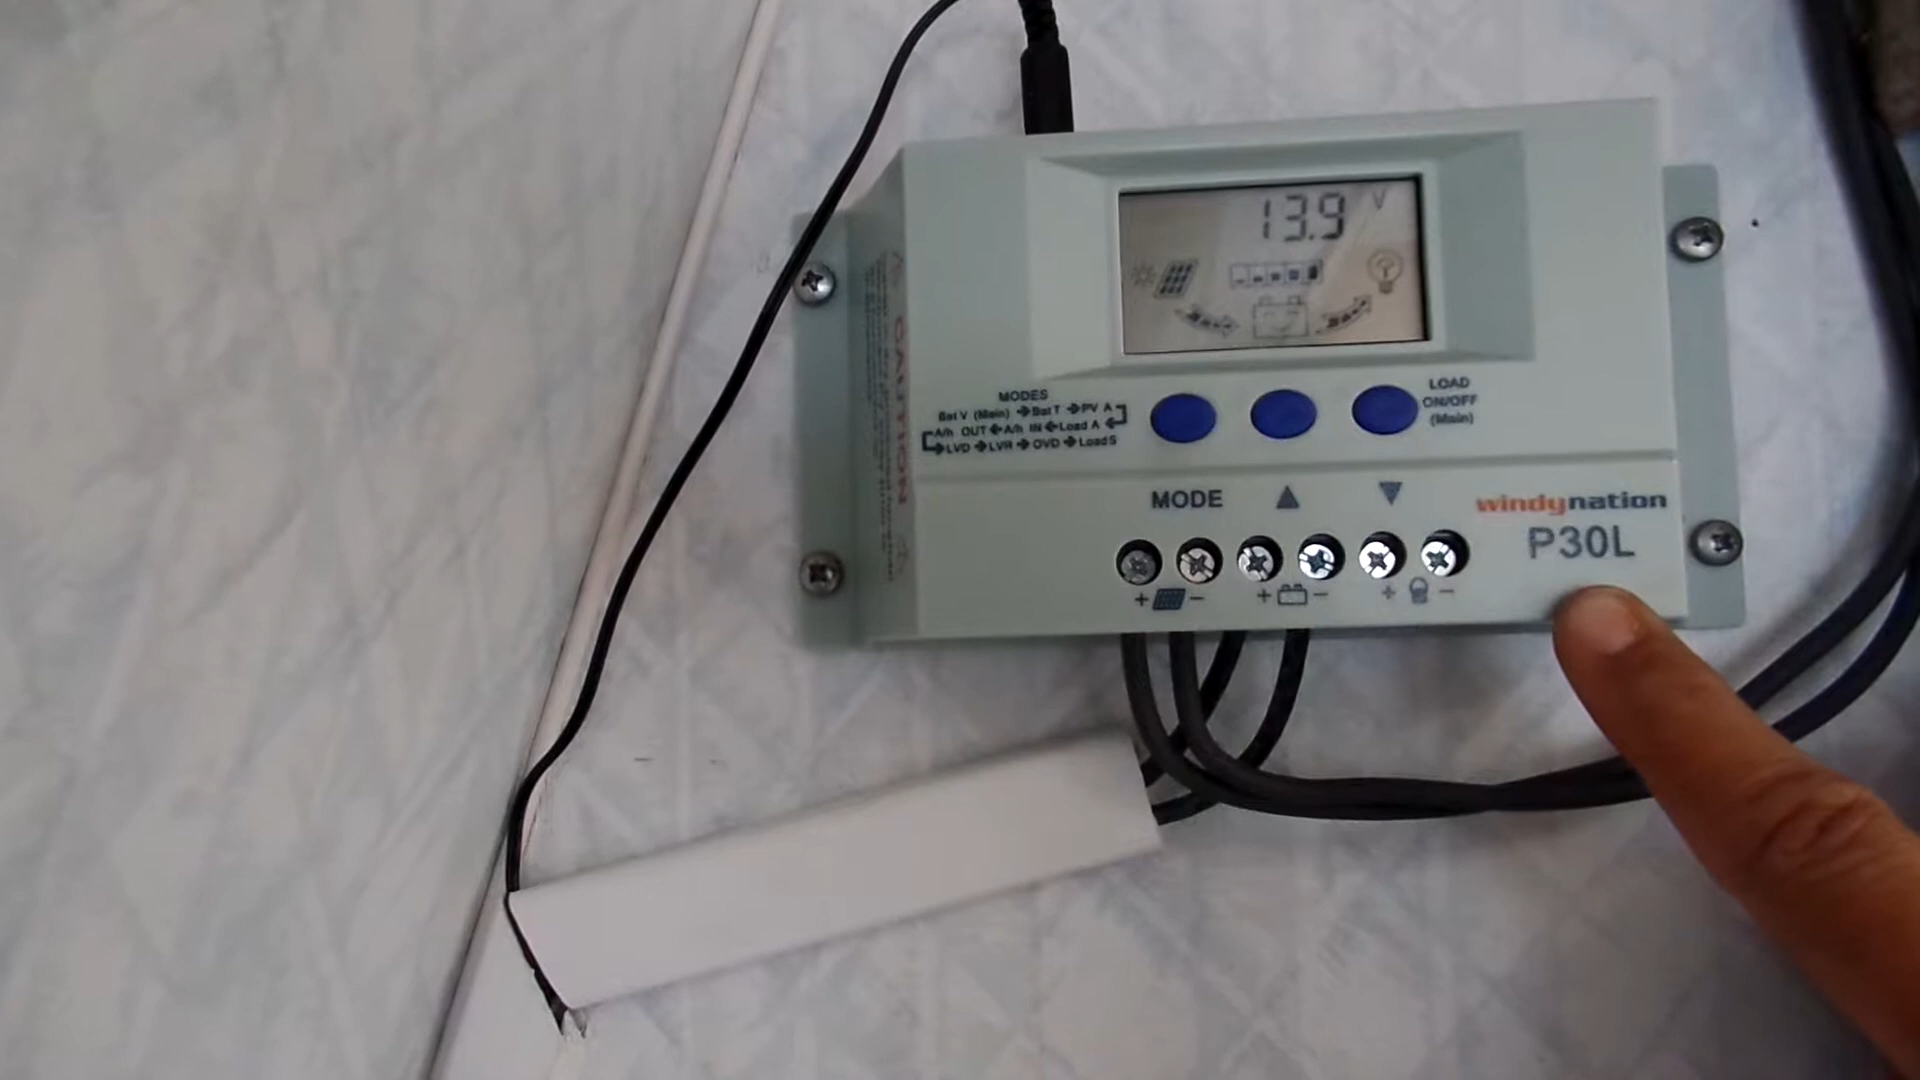 13.9 V
CAUTION
MODES
Bat V (Main) ➔ Bat T ➔ PV A
A/h OUT ← A/h IN ← Load A
➔ LVD ➔ LVR ➔ OVD ➔ Load S
LOAD
ON/OFF
(Main)
MODE ▲ ▼
windynation
P30L
+ − + − + −